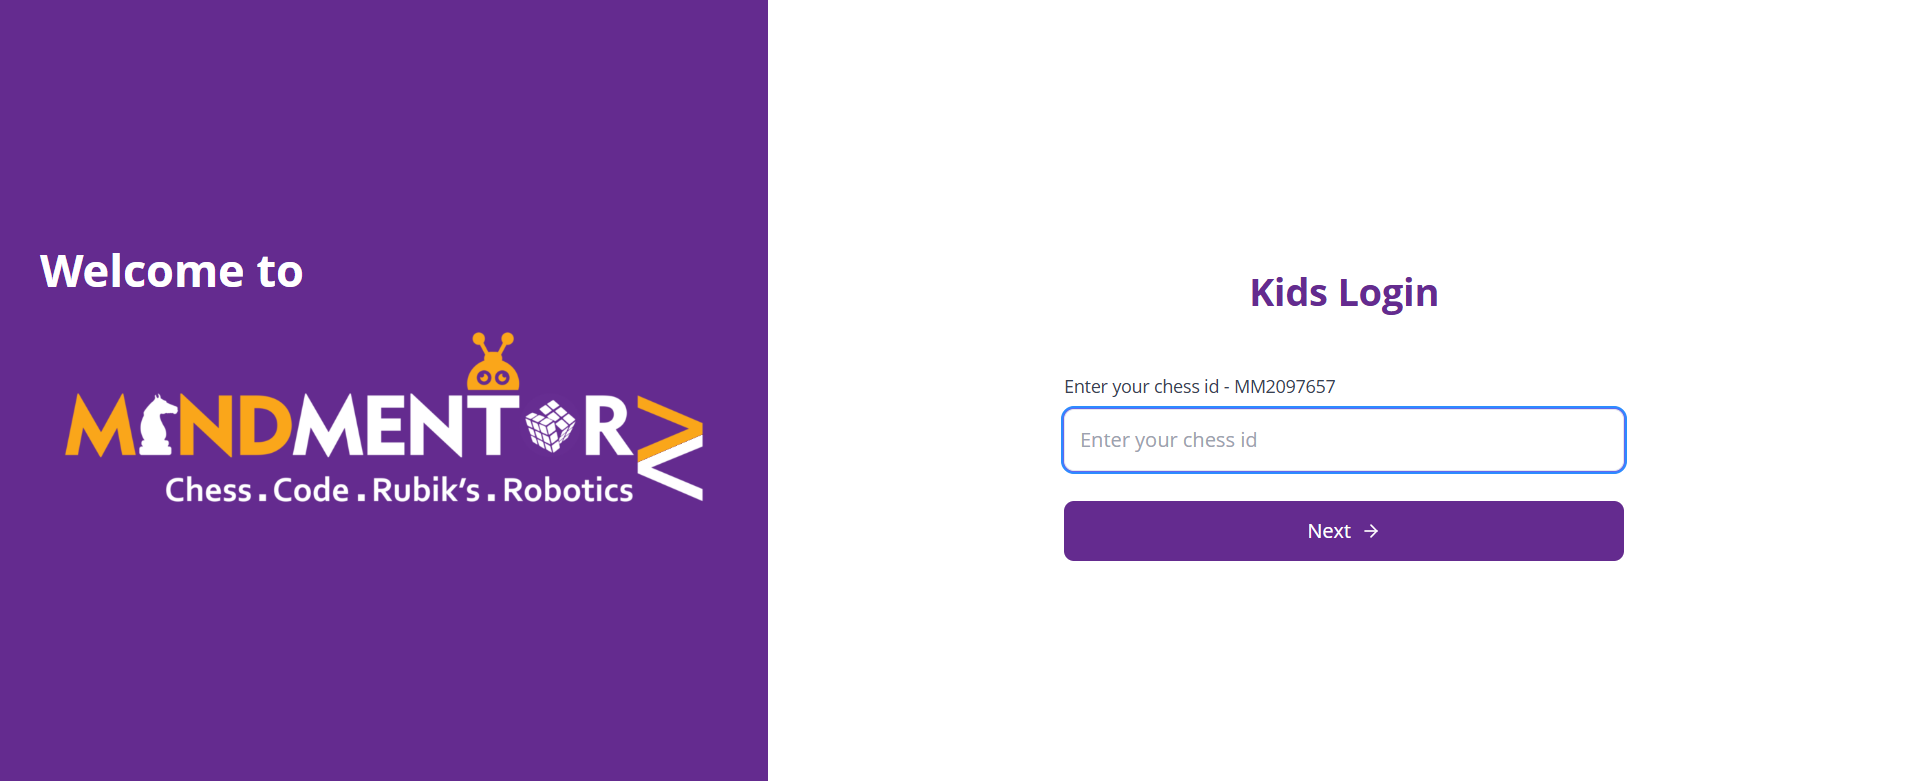 Welcome to
MINDMENTORZ
Chess . Code . Rubik's . Robotics
Kids Login
Enter your chess id - MM2097657
Enter your chess id
Next →